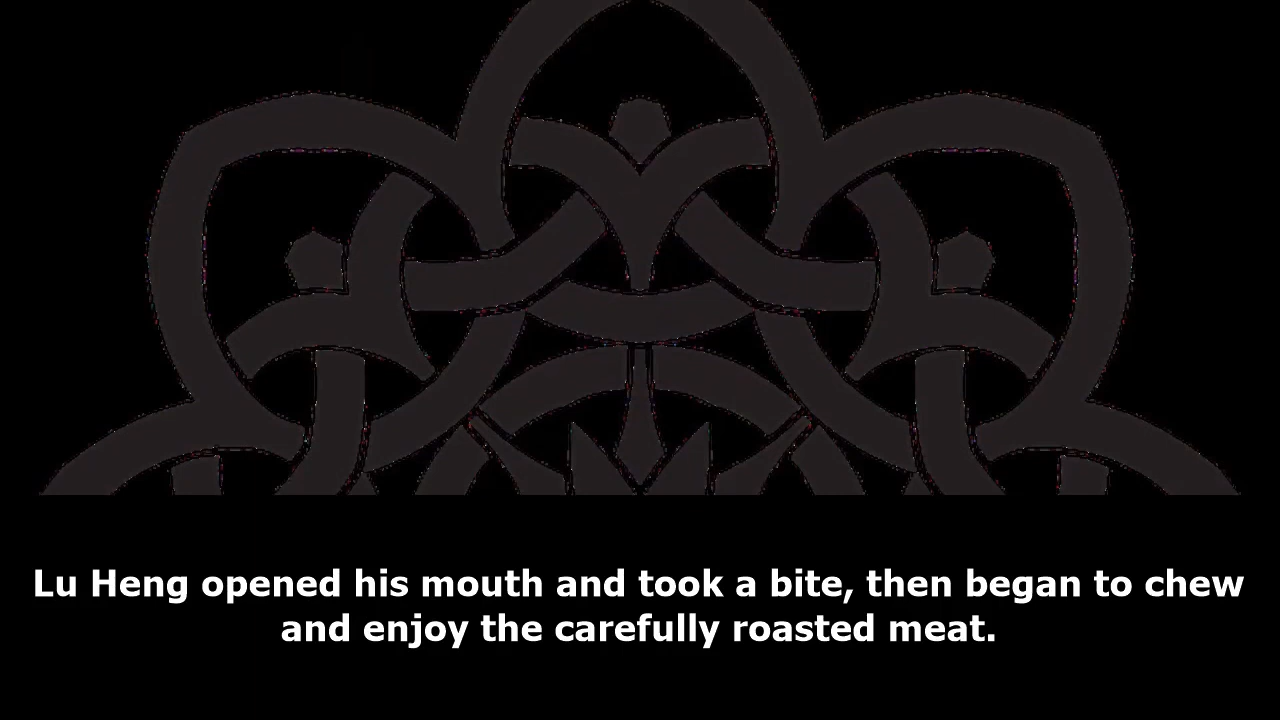 Lu Heng opened his mouth and took a bite, then began to chew
and enjoy the carefully roasted meat.